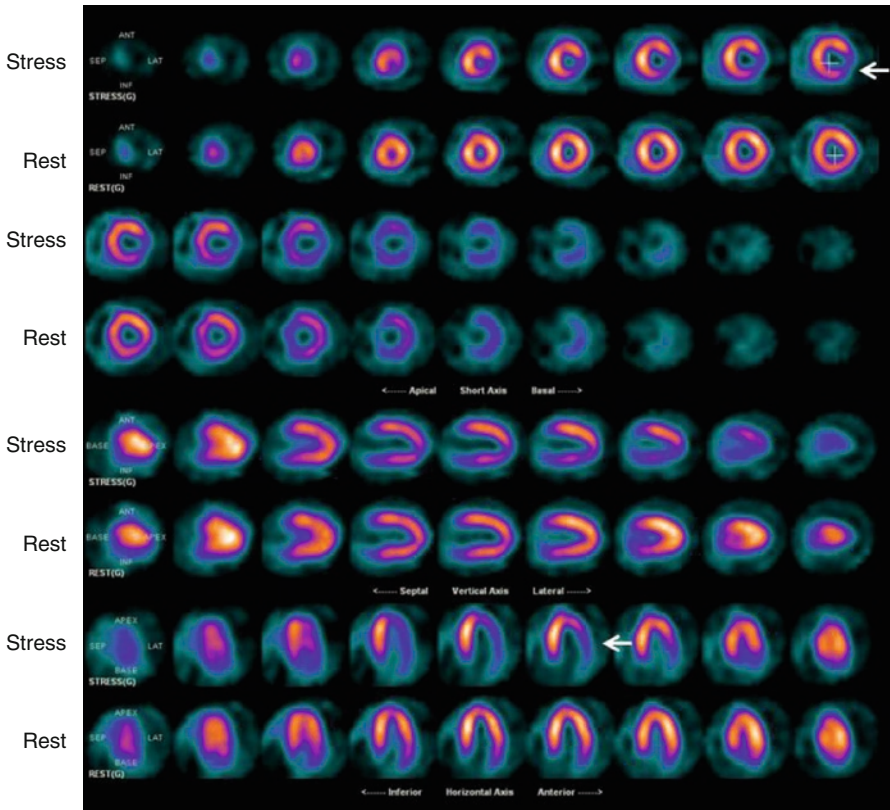 Stress
ANT
SEP LAT
INF
STRESS(G)
Rest
ANT
SEP LAT
INF
REST(G)
Stress
Rest
<----- Apical Short Axis Basal ----->
Stress
ANT
BASE APEX
INF
STRESS(G)
Rest
ANT
BASE APEX
INF
REST(G)
<----- Septal Vertical Axis Lateral ----->
Stress
APEX
SEP LAT
BASE
STRESS(G)
Rest
APEX
SEP LAT
BASE
REST(G)
<----- Inferior Horizontal Axis Anterior ----->